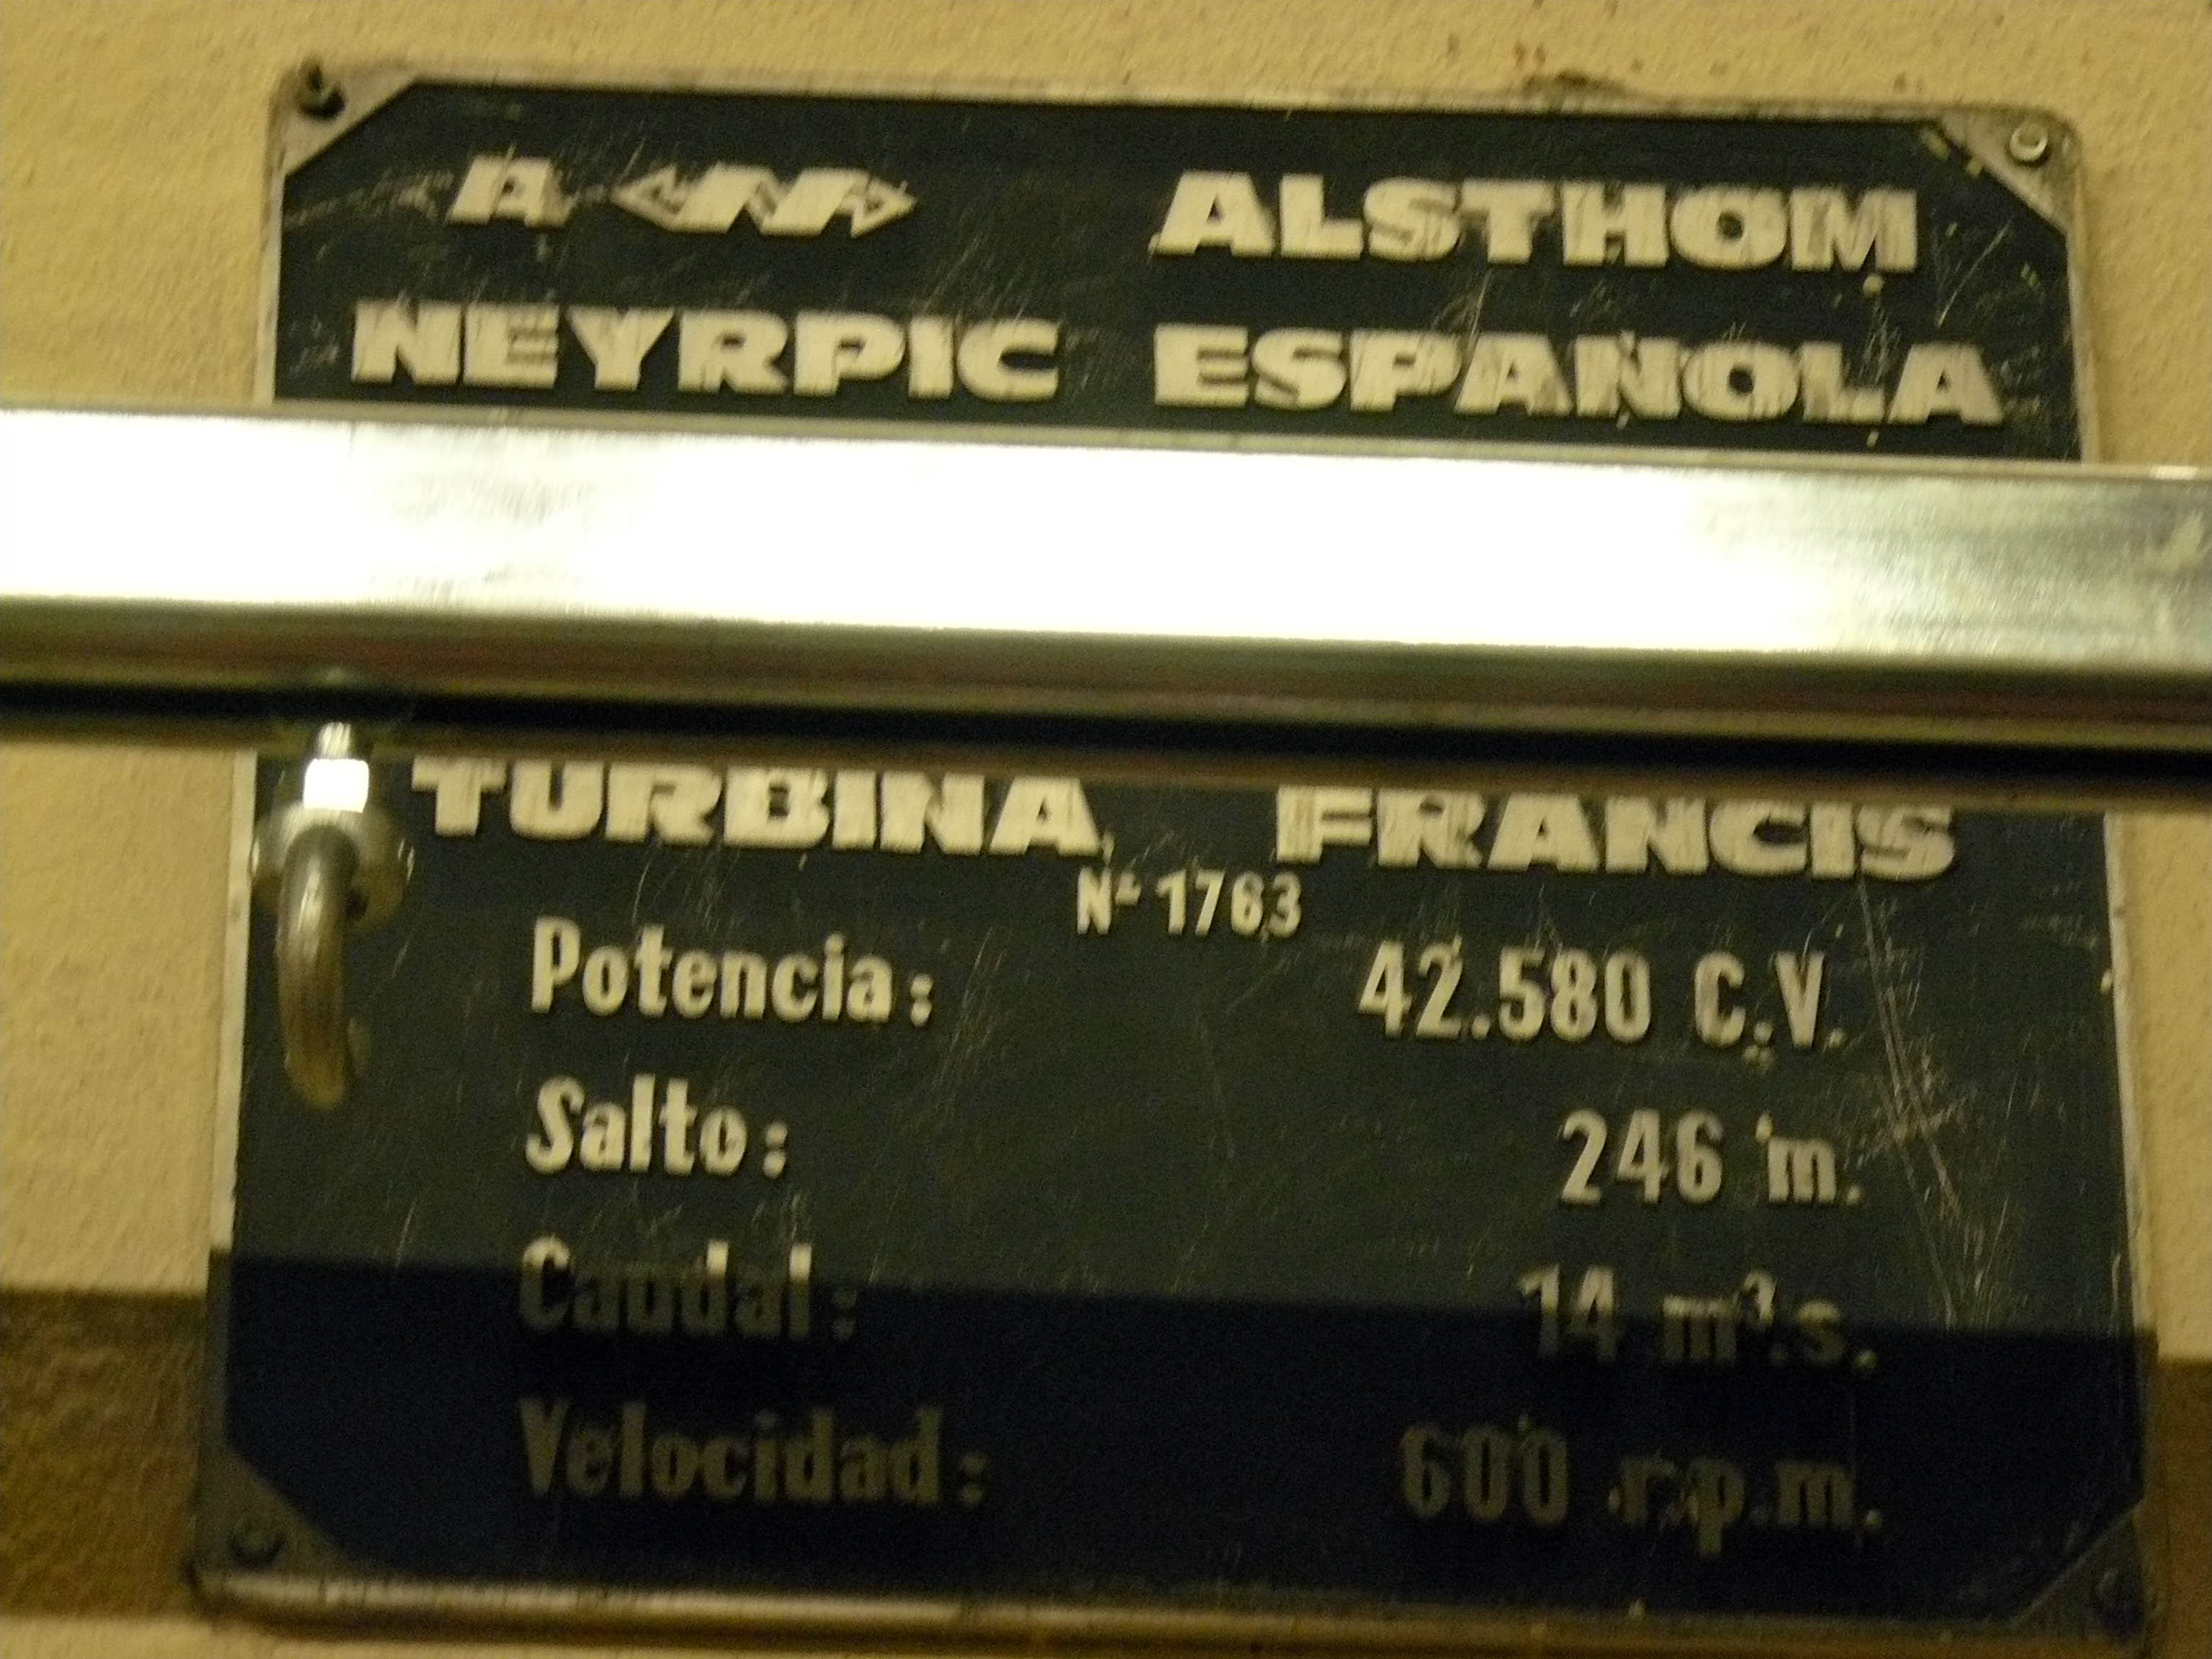 A N ALSTHOM
NEYRPIC ESPAÑOLA
TURBINA FRANCIS
Nº 1763
Potencia: 42.580 C.V.
Salto: 246 m.
Caudal: 14 m³.s.
Velocidad: 600 r.p.m.